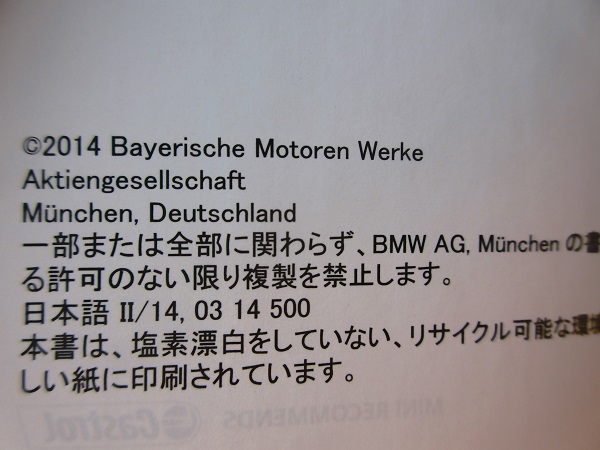 ©2014 Bayerische Motoren Werke
Aktiengesellschaft
München, Deutschland
一部または全部に関わらず、BMW AG, München の書
る許可のない限り複製を禁止します。
日本語 II/14, 03 14 500
本書は、塩素漂白をしていない、リサイクル可能な環境
しい紙に印刷されています。
MINI RECOMMENDS Castrol